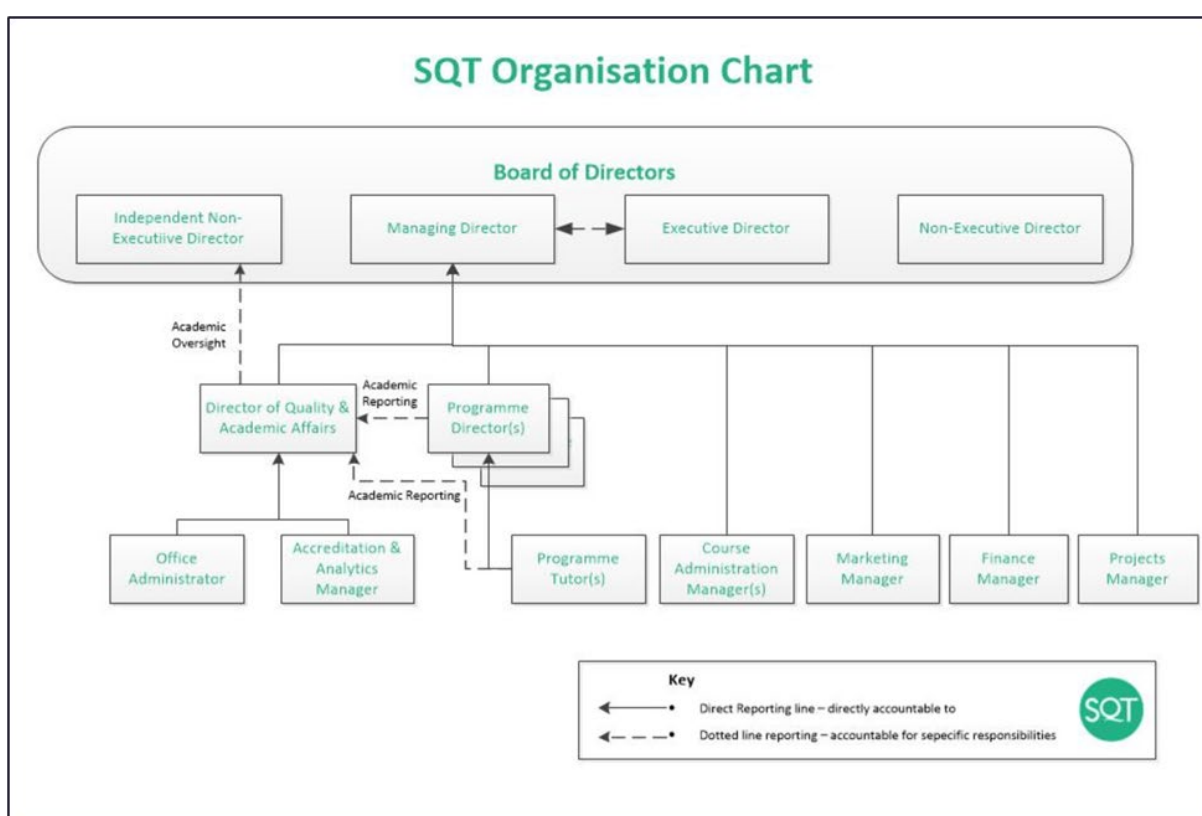 SQT Organisation Chart
Board of Directors
Independent Non-
Executiive Director
Managing Director
Executive Director
Non-Executive Director
Academic
Oversight
Director of Quality &
Academic Affairs
Academic
Reporting
Programme
Director(s)
Academic Reporting
Office
Administrator
Accreditation &
Analytics
Manager
Programme
Tutor(s)
Course
Administration
Manager(s)
Marketing
Manager
Finance
Manager
Projects
Manager
Key
Direct Reporting line – directly accountable to
Dotted line reporting – accountable for sepecific responsibilities
SQT